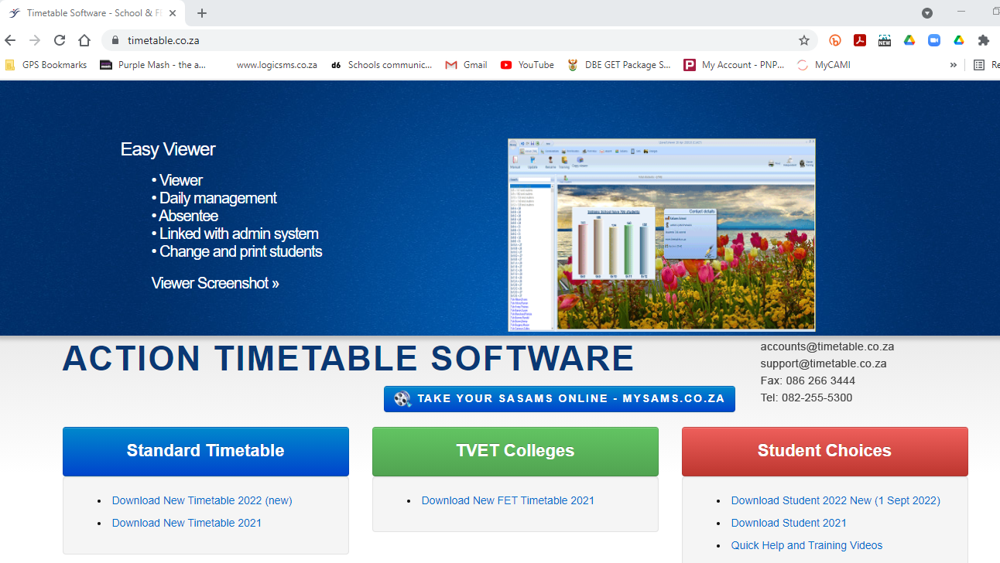 Timetable Software - School & FE
timetable.co.za
GPS Bookmarks
Purple Mash - the a...
www.logicsms.co.za
d6 Schools communic...
Gmail
YouTube
DBE GET Package S...
My Account - PNP...
MyCAMI
»
Re
Easy Viewer
• Viewer
• Daily management
• Absentee
• Linked with admin system
• Change and print students
Viewer Screenshot »
Contact details
ACTION TIMETABLE SOFTWARE
accounts@timetable.co.za
support@timetable.co.za
Fax: 086 266 3444
Tel: 082-255-5300
TAKE YOUR SASAMS ONLINE - MYSAMS.CO.ZA
Standard Timetable
• Download New Timetable 2022 (new)
• Download New Timetable 2021
TVET Colleges
• Download New FET Timetable 2021
Student Choices
• Download Student 2022 New (1 Sept 2022)
• Download Student 2021
• Quick Help and Training Videos